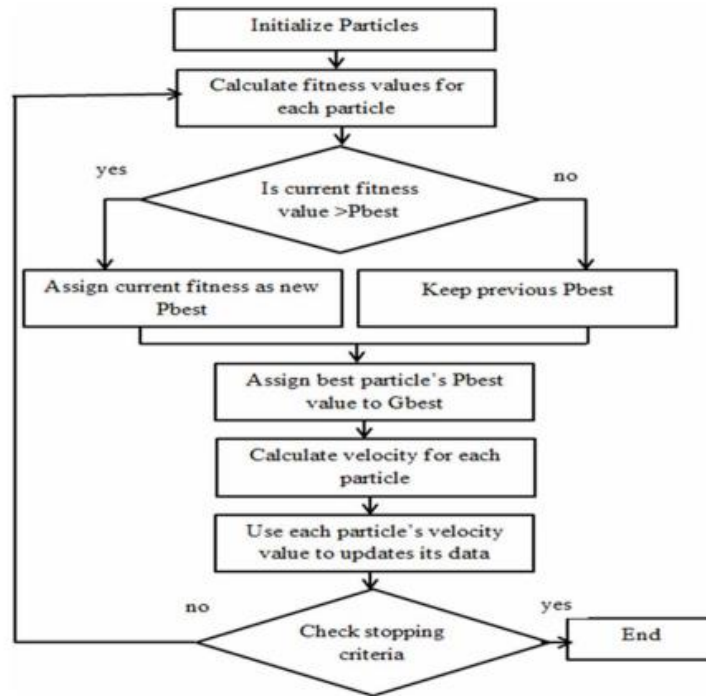 Initialize Particles
Calculate fitness values for
each particle
yes
no
Is current fitness
value >Pbest
Assign current fitness as new
Pbest
Keep previous Pbest
Assign best particle's Pbest
value to Gbest
Calculate velocity for each
particle
Use each particle's velocity
value to updates its data
no
yes
Check stopping
criteria
End